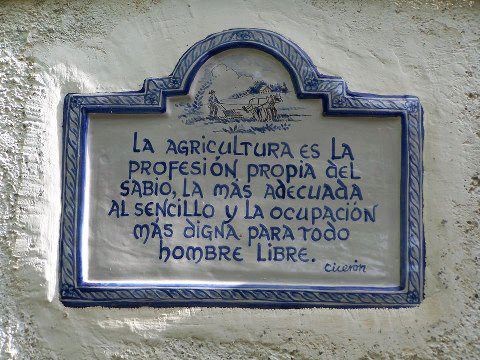 LA AGRICULTURA ES LA
PROFESIÓN PROPIA DEL
SABIO, LA MÁS ADECUADA
AL SENCILLO Y LA OCUPACIÓN
MÁS DIGNA PARA TODO
HOMBRE LIBRE.
Cicerón